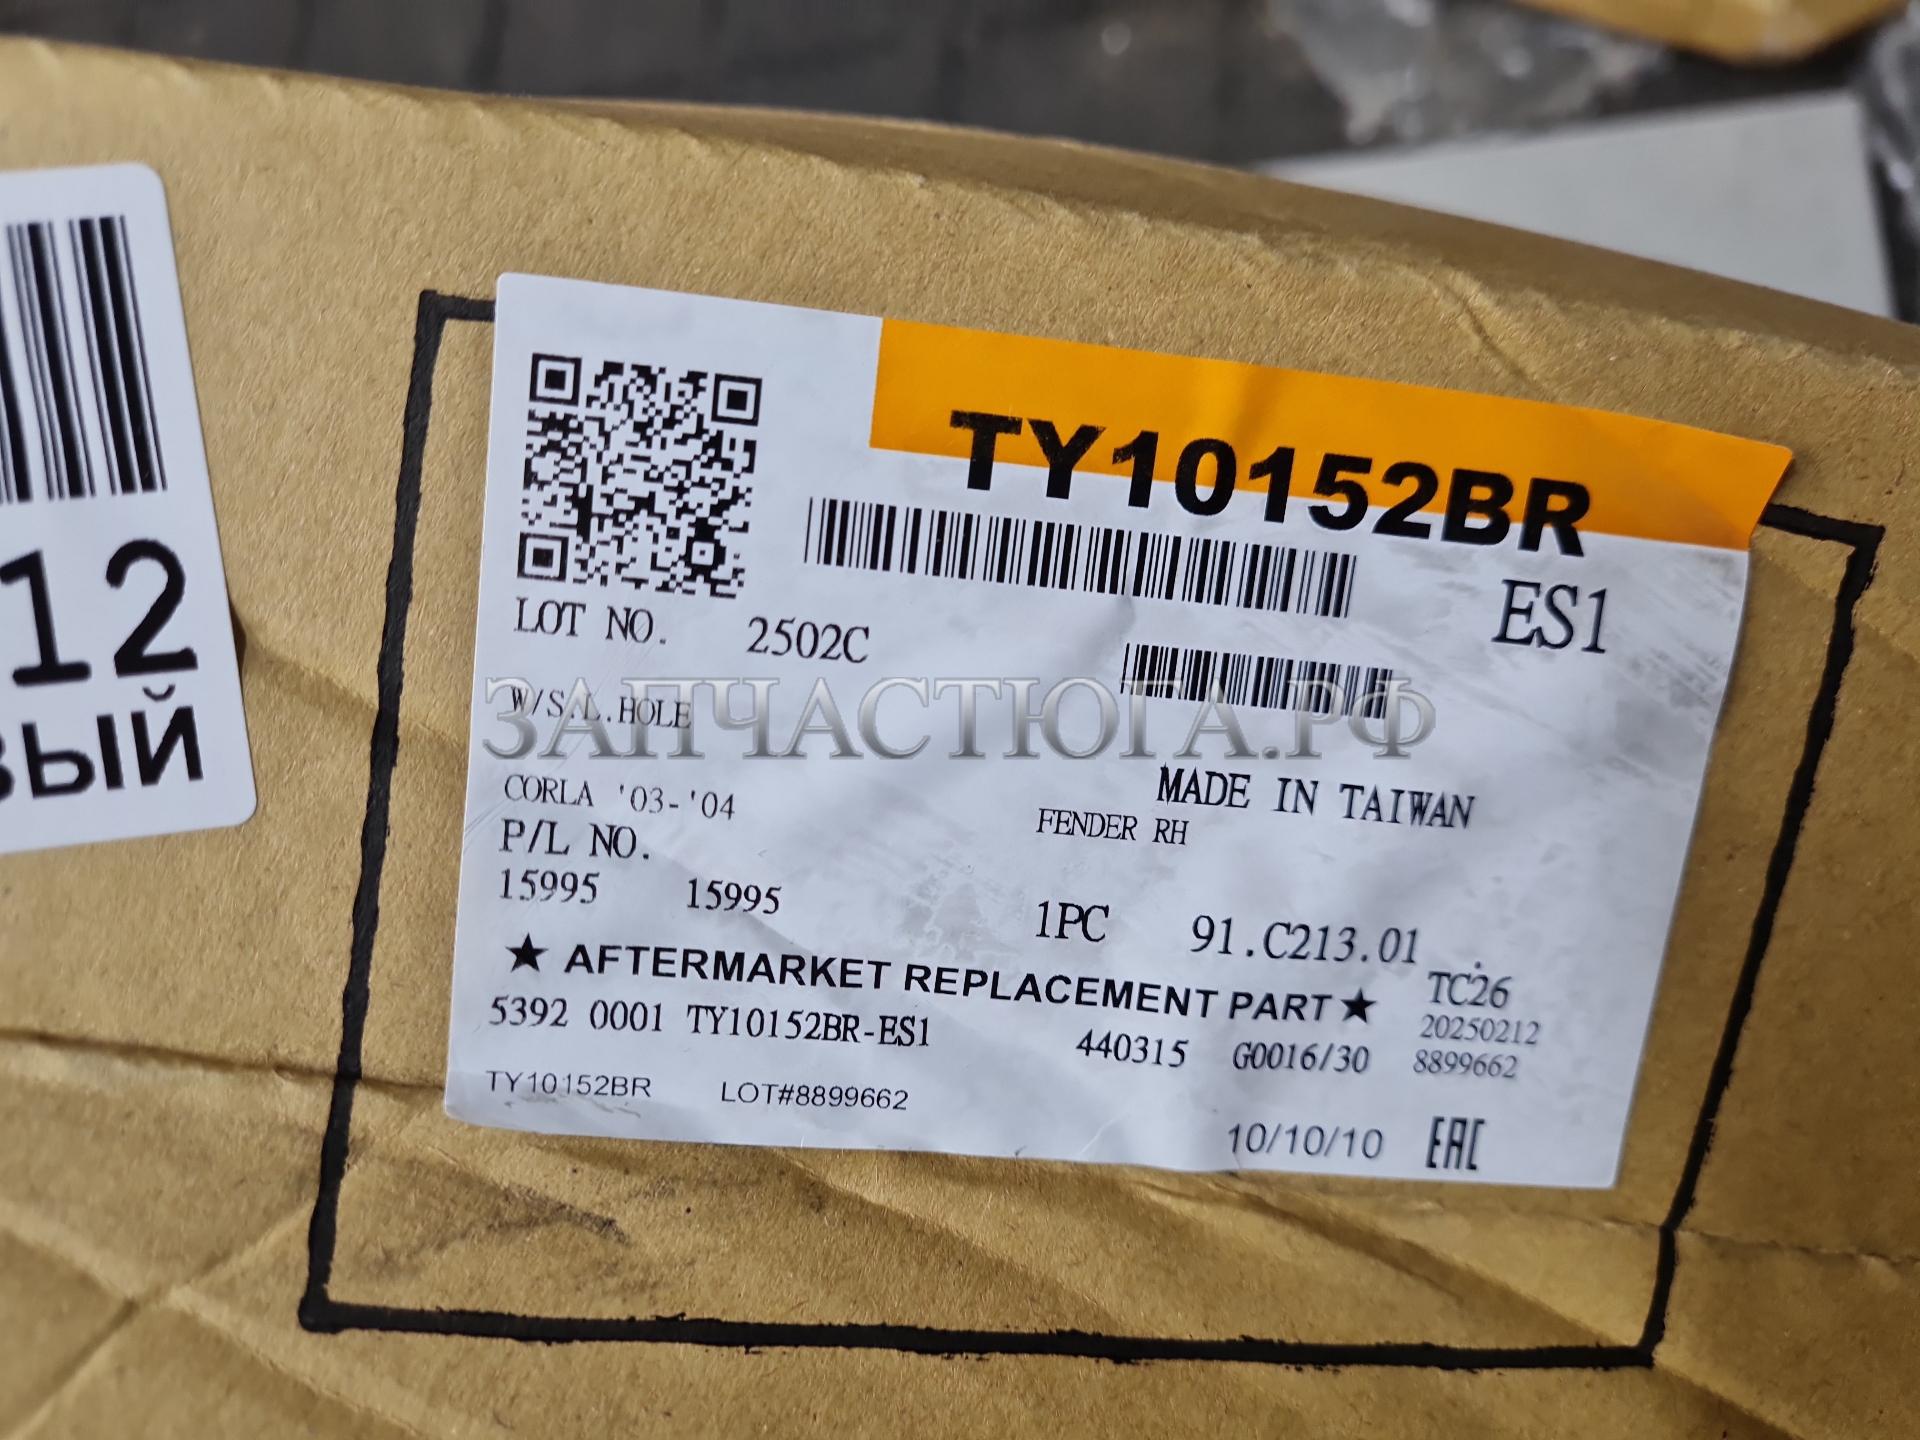 12
вый
TY10152BR
ES1
LOT NO. 2502C
W/S.L.HOLE
ЗАПЧАСТЮГА.РФ
CORLA '03-'04
MADE IN TAIWAN
FENDER RH
P/L NO.
15995 15995
1PC 91.C213.01
★ AFTERMARKET REPLACEMENT PART ★
TC26
20250212
5392 0001 TY10152BR-ES1 440315 G0016/30 8899662
TY10152BR LOT#8899662
10/10/10 EAC